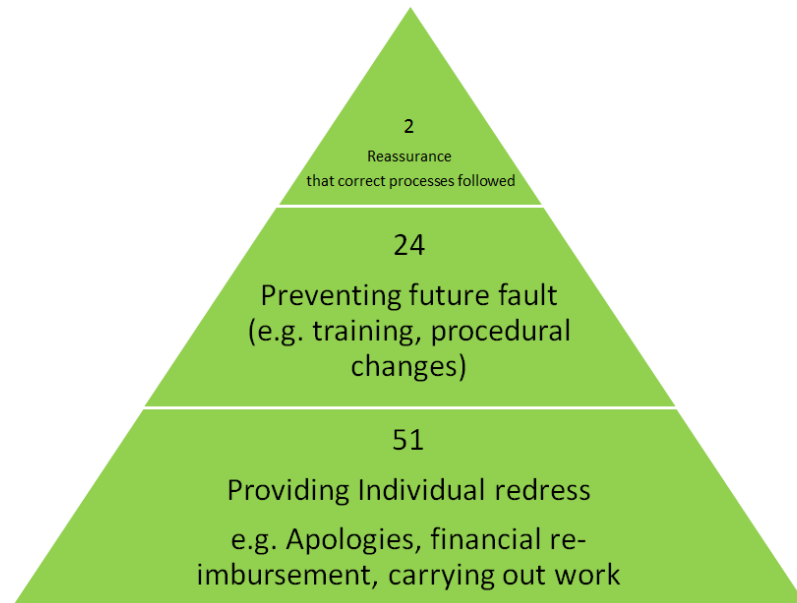 2
Reassurance
that correct processes followed
24
Preventing future fault
(e.g. training, procedural
changes)
51
Providing Individual redress
e.g. Apologies, financial re-
imbursement, carrying out work